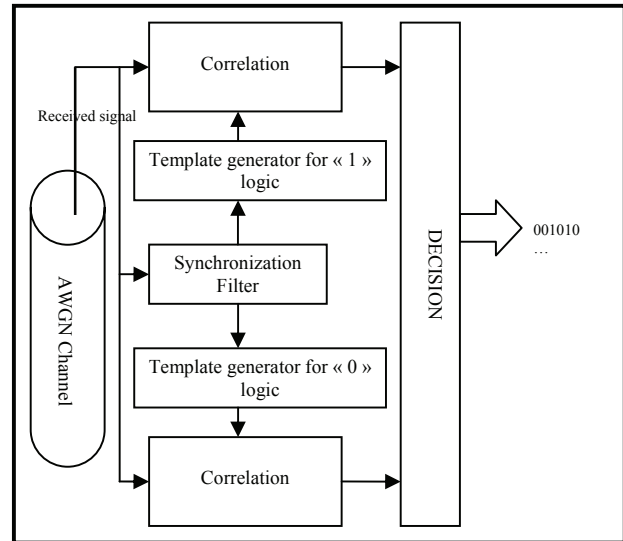 Correlation
Received signal
Template generator for « 1 »
logic
Synchronization
Filter
AWGN Channel
DECISION
001010
…
Template generator for « 0 »
logic
Correlation